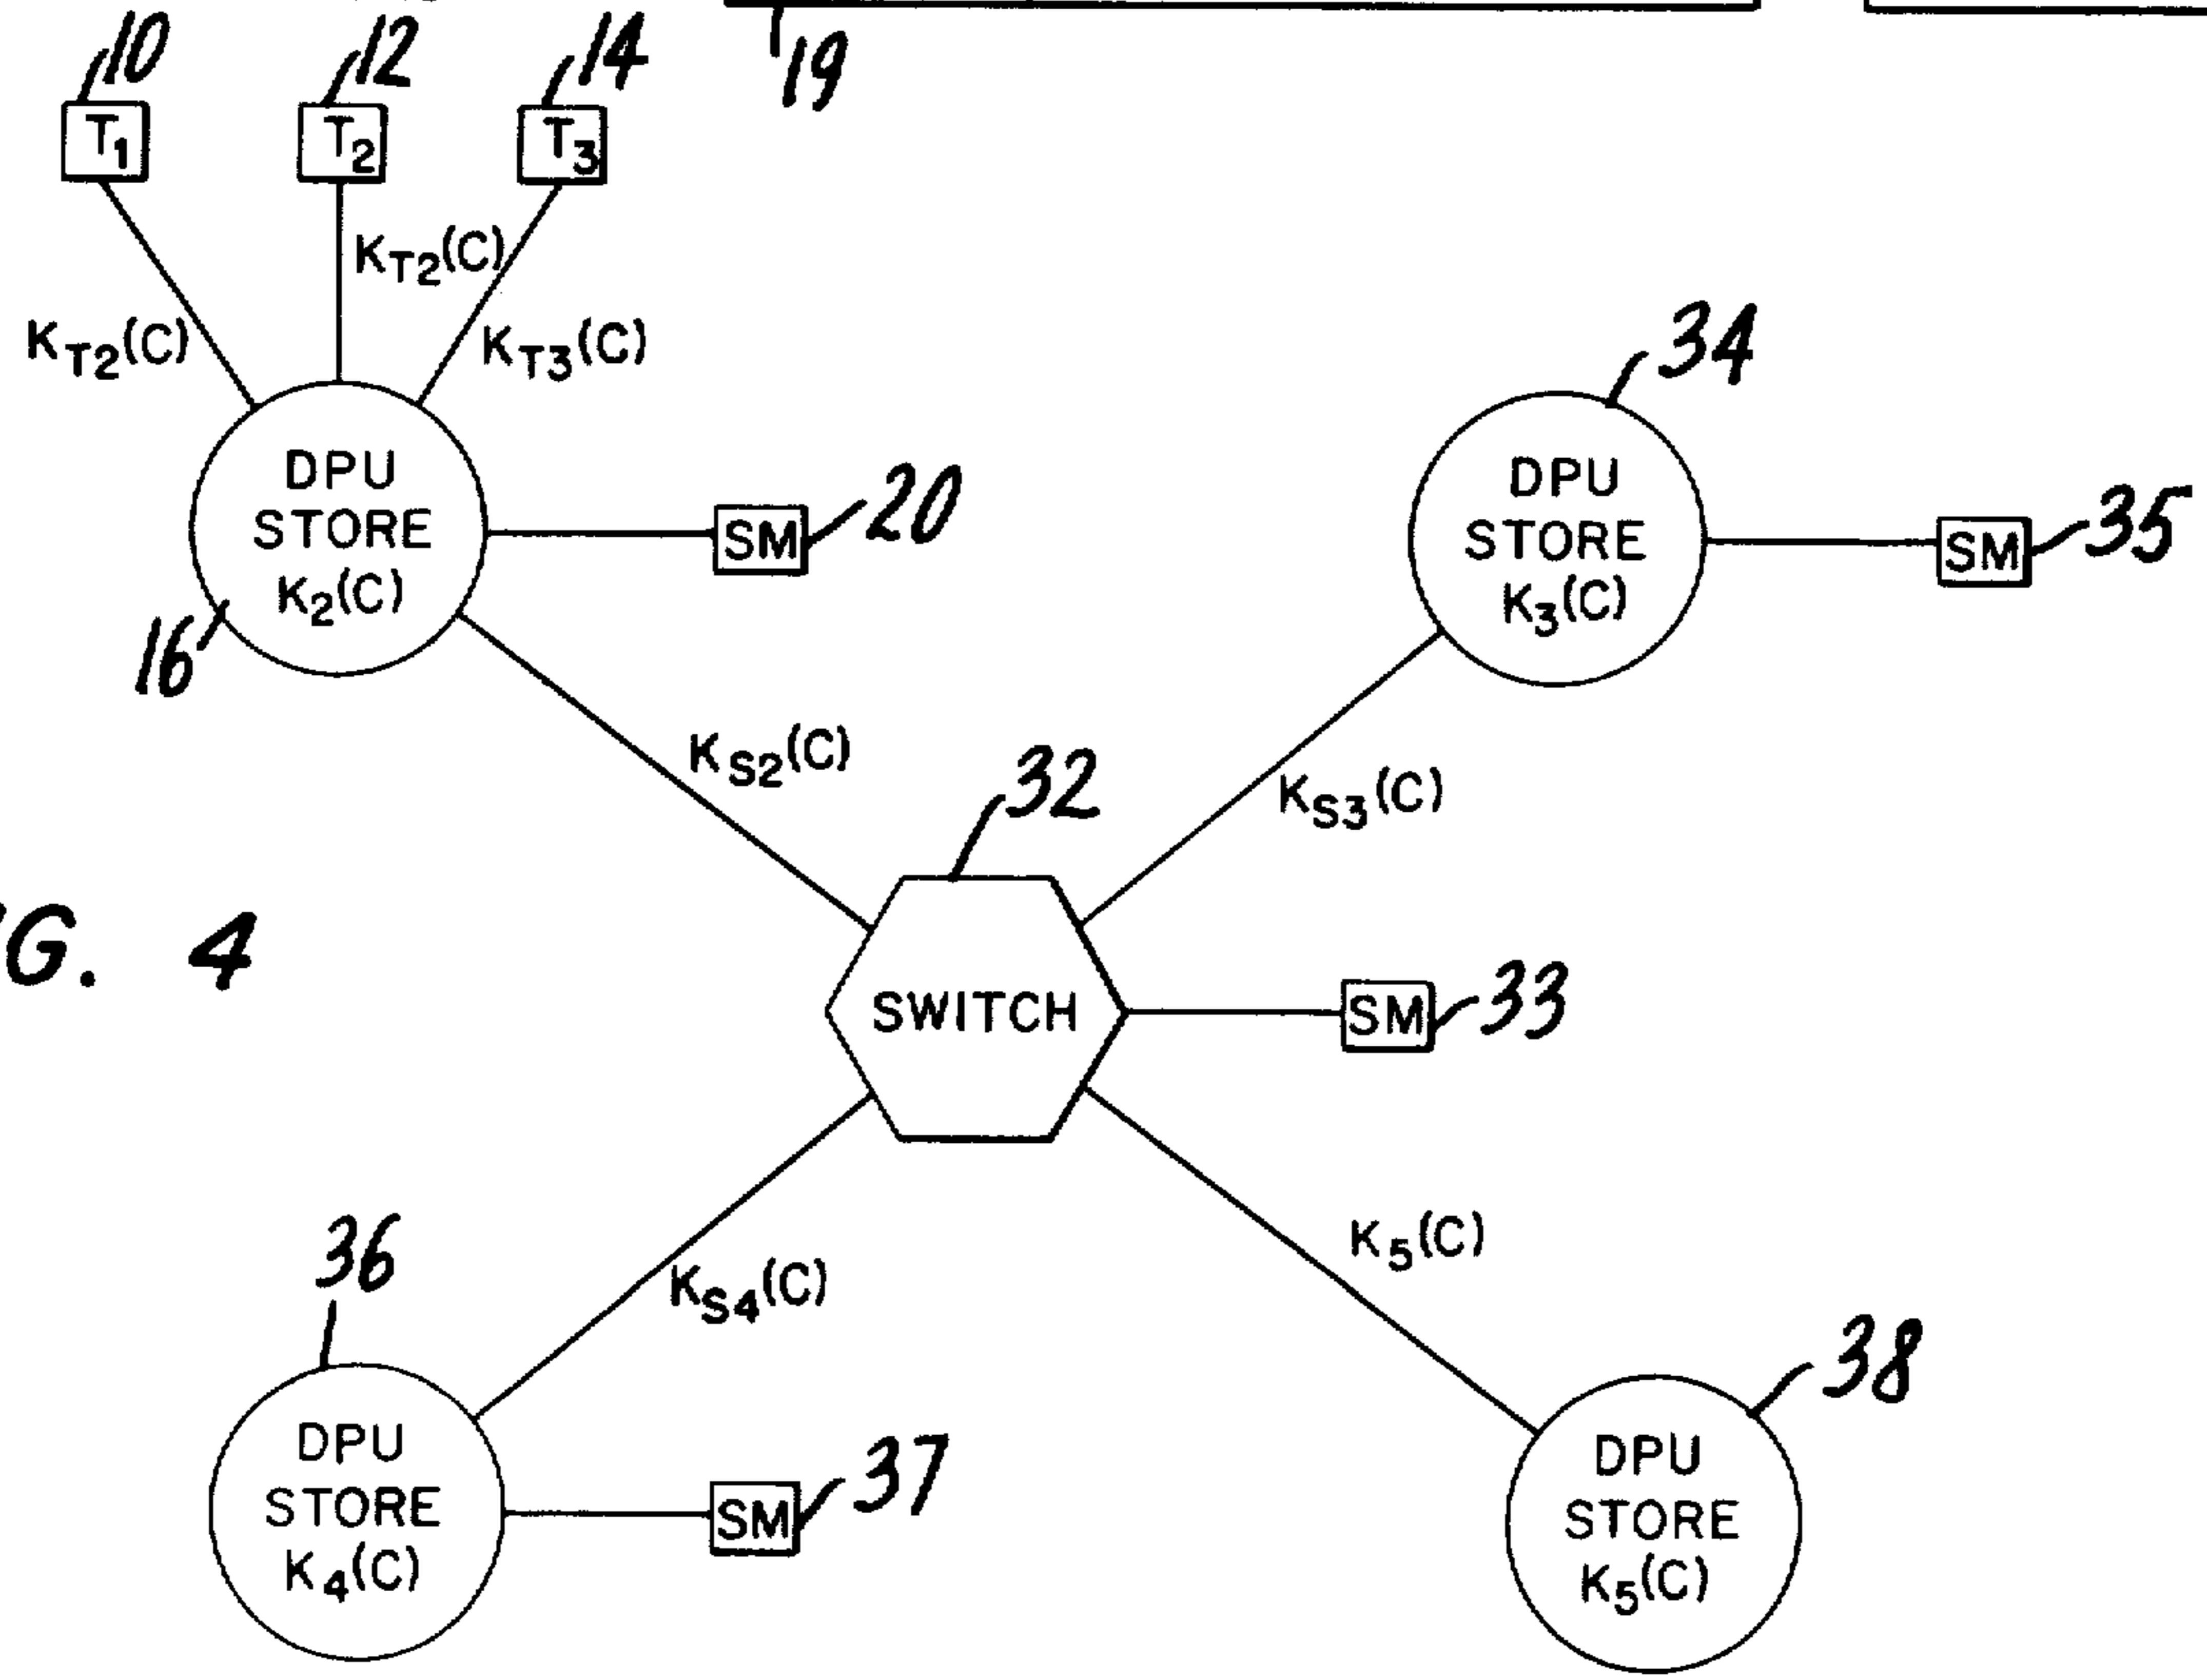 10
12
14
19
T1
T2
T3
KT2(C)
KT2(C)
KT3(C)
34
DPU
STORE
K2(C)
SM
20
DPU
STORE
K3(C)
SM
35
16
KS2(C)
32
KS3(C)
G. 4
SWITCH
SM
33
36
KS4(C)
K5(C)
38
DPU
STORE
K4(C)
SM
37
DPU
STORE
K5(C)